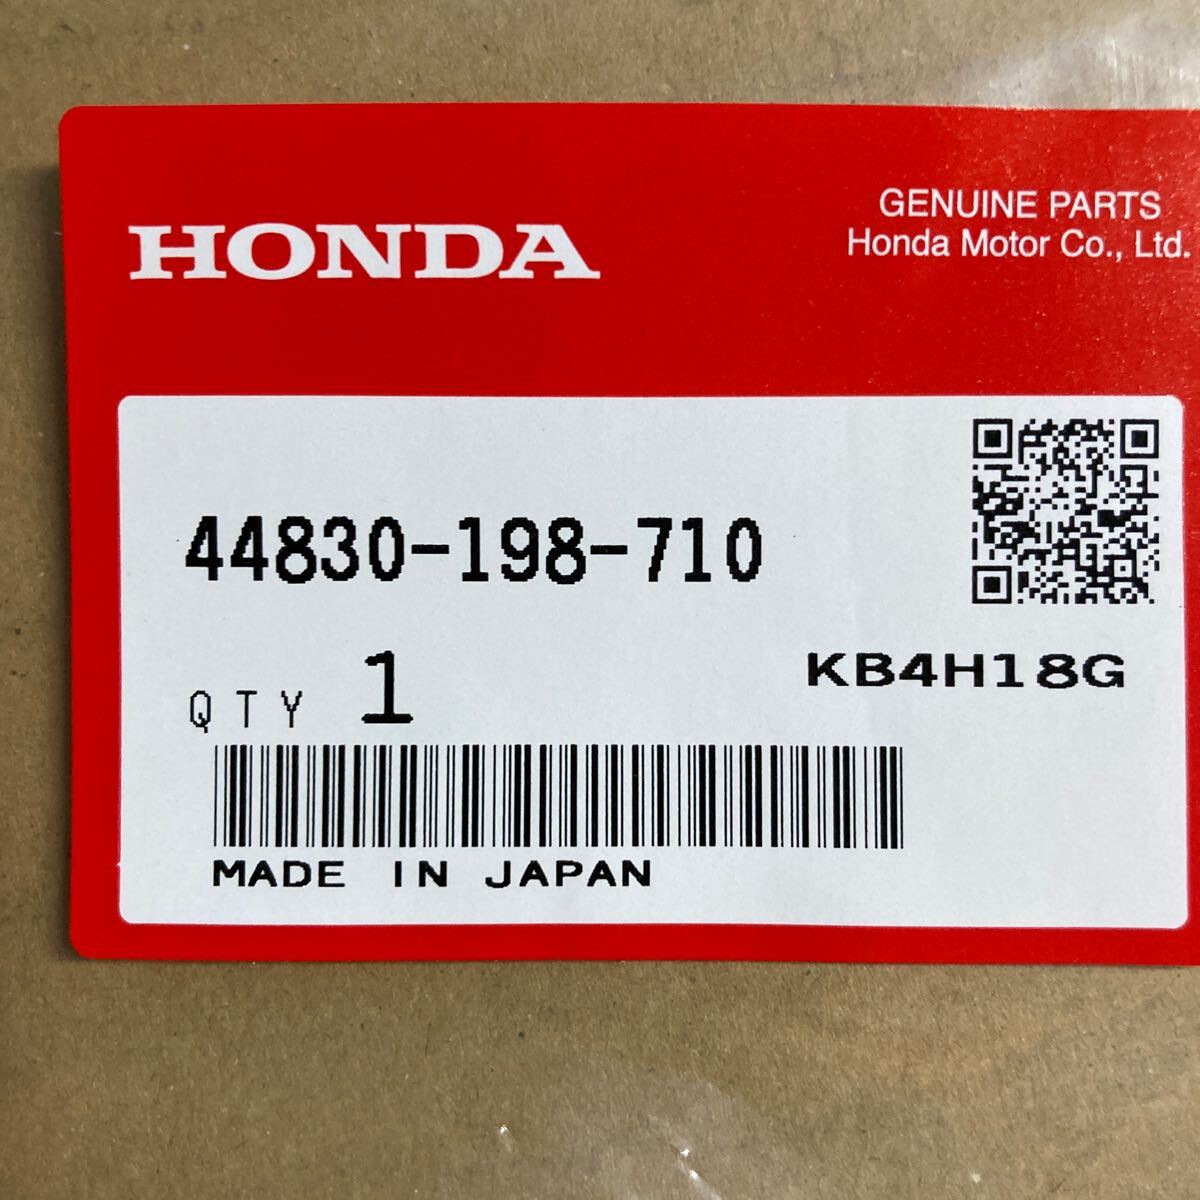 HONDA
GENUINE PARTS
Honda Motor Co., Ltd.
44830-198-710
QTY 1
KB4H18G
MADE IN JAPAN